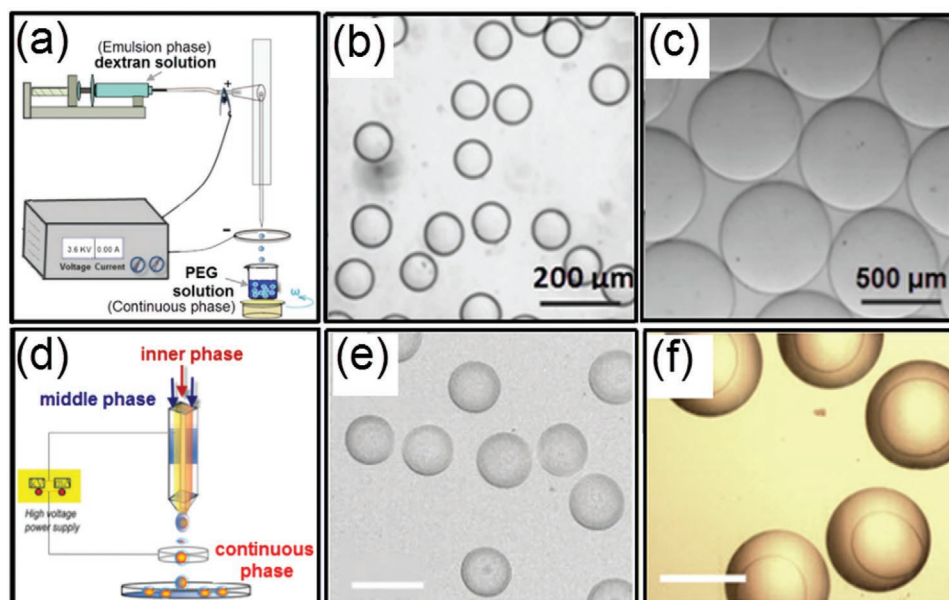 (a)
(Emulsion phase)
dextran solution
+
3.6 KV 0.00 A
Voltage Current
−
PEG
solution
(Continuous phase)
ω
(b)
200 μm
(c)
500 μm
(d)
inner phase
middle phase
High voltage
power supply
continuous
phase
(e)
(f)